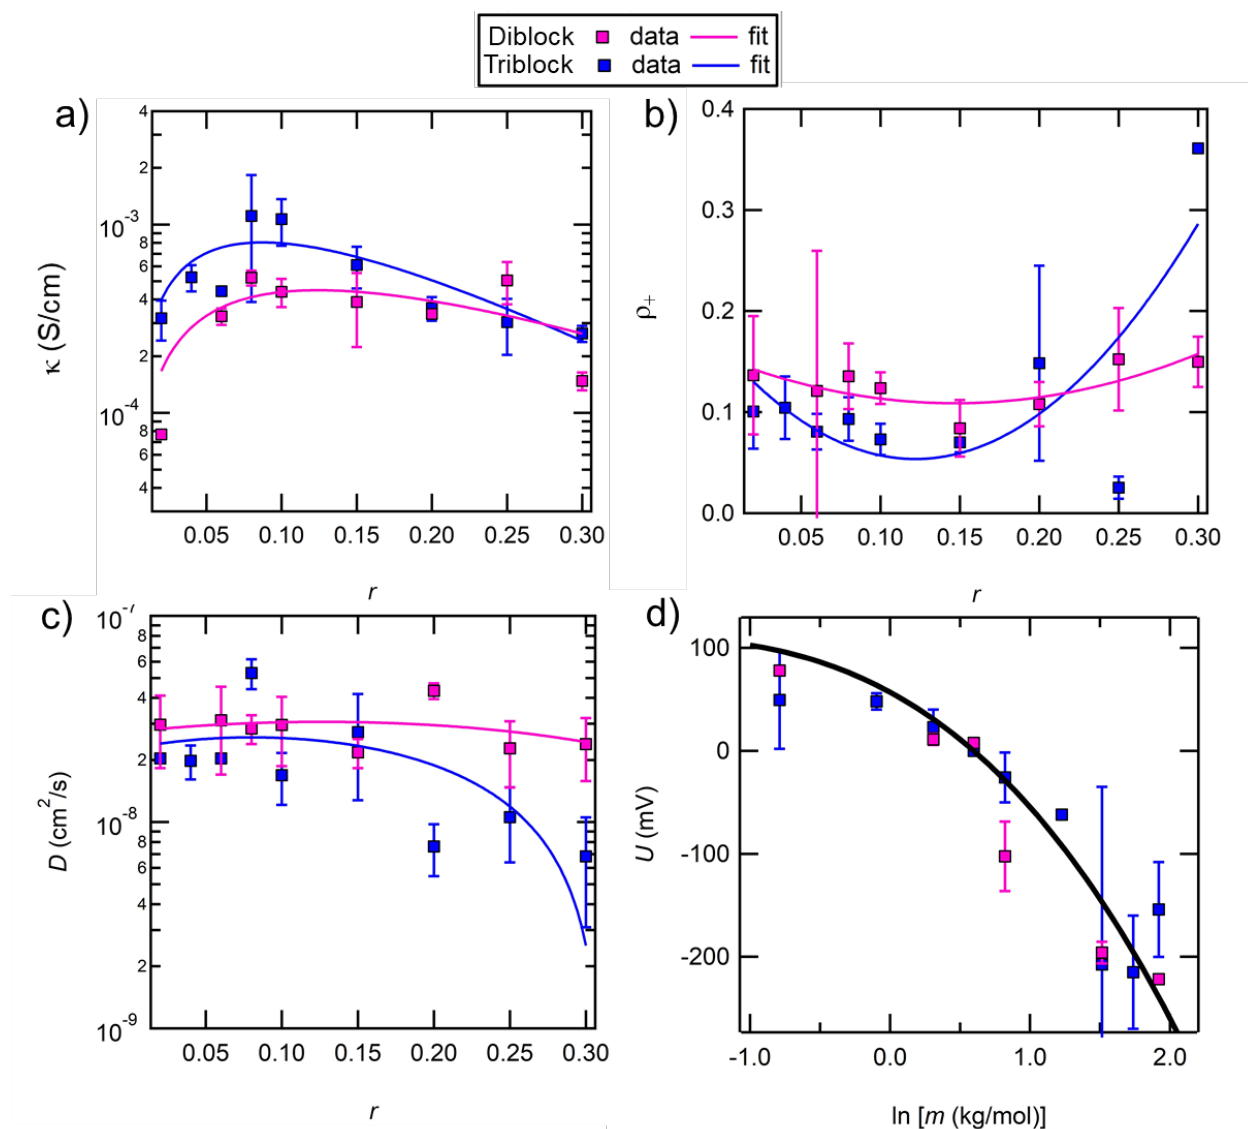 Diblock data fit
Triblock data fit
a)
κ (S/cm)
4
2
10⁻³
8
6
4
2
10⁻⁴
8
6
4
0.05 0.10 0.15 0.20 0.25 0.30
r
b)
ρ₊
0.4
0.3
0.2
0.1
0.0
0.05 0.10 0.15 0.20 0.25 0.30
r
c)
D (cm²/s)
10⁻⁷
8
6
4
2
10⁻⁸
8
6
4
2
10⁻⁹
0.05 0.10 0.15 0.20 0.25 0.30
r
d)
U (mV)
100
0
-100
-200
-1.0 0.0 1.0 2.0
ln [m (kg/mol)]